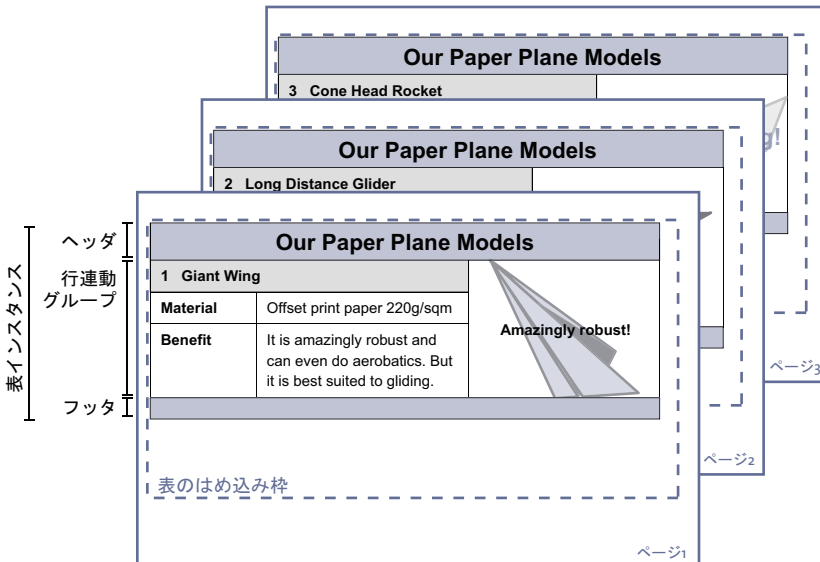 Our Paper Plane Models
3 Cone Head Rocket
g!
ページ3
Our Paper Plane Models
2 Long Distance Glider
ページ2
表インスタンス
ヘッダ
行連動
グループ
フッタ
Our Paper Plane Models
1 Giant Wing
Material
Offset print paper 220g/sqm
Benefit
It is amazingly robust and
can even do aerobatics. But
it is best suited to gliding.
Amazingly robust!
表のはめ込み枠
ページ1